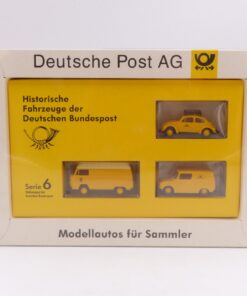 Deutsche Post AG
Historische
Fahrzeuge der
Deutschen Bundespost
Serie 6
Modellautos für Sammler